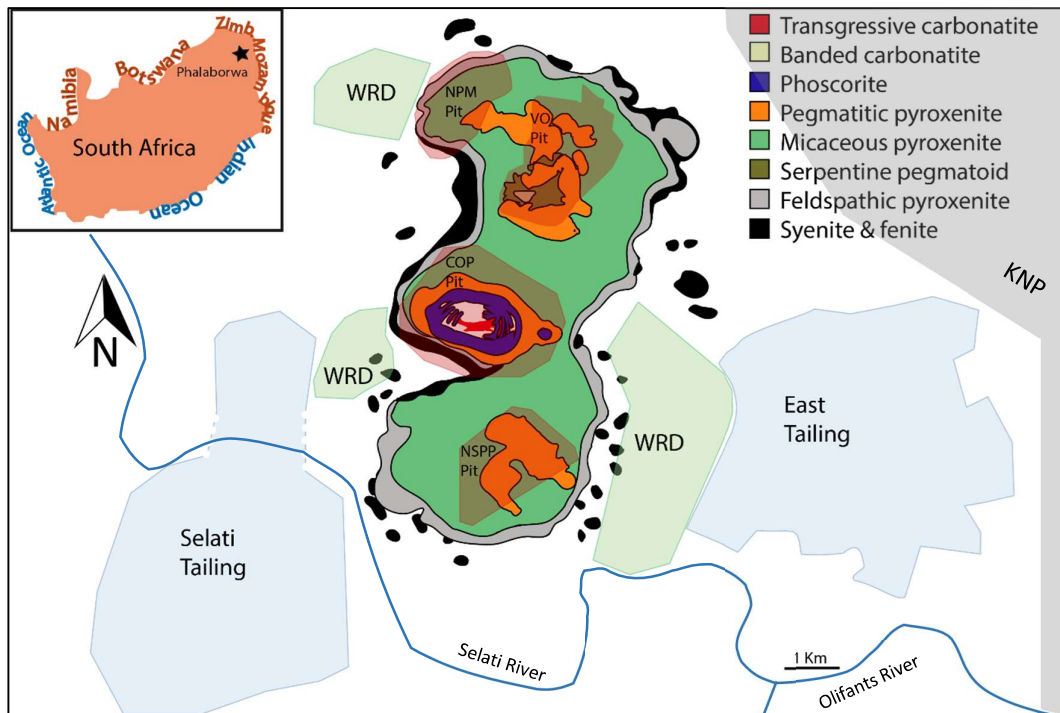 Zimb
Mozambique
Botswana
Namibia
Phalaborwa
South Africa
Atlantic Ocean
Indian Ocean
N
WRD
NPM
Pit
VO
Pit
COP
Pit
WRD
NSPP
Pit
WRD
Transgressive carbonatite
Banded carbonatite
Phoscorite
Pegmatitic pyroxenite
Micaceous pyroxenite
Serpentine pegmatoid
Feldspathic pyroxenite
Syenite & fenite
KNP
East
Tailing
Selati
Tailing
Selati River
1 Km
Olifants River